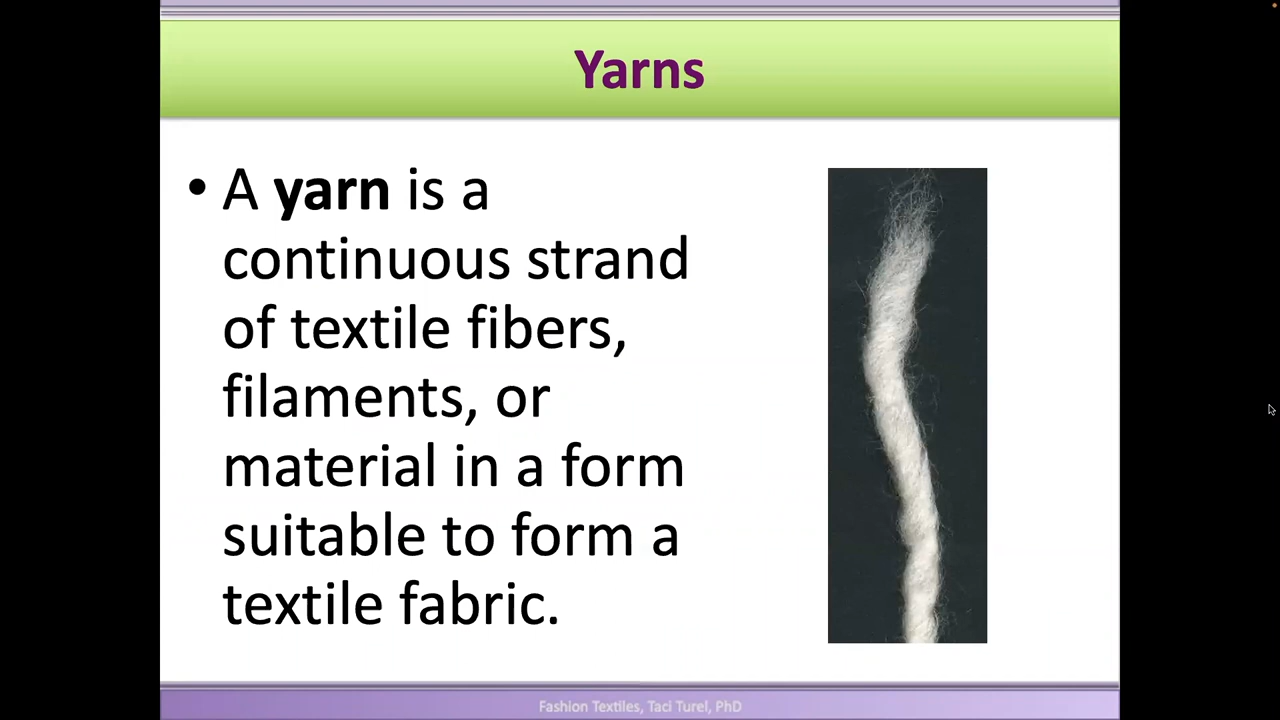 Yarns
• A yarn is a
continuous strand
of textile fibers,
filaments, or
material in a form
suitable to form a
textile fabric.
Fashion Textiles, Taci Turel, PhD